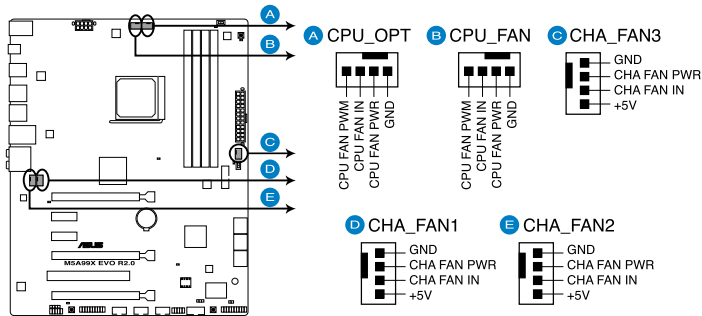 A
B
C
D
E
/SUS
M5A99X EVO R2.0
A CPU_OPT
CPU FAN PWM
CPU FAN IN
CPU FAN PWR
GND
B CPU_FAN
CPU FAN PWM
CPU FAN IN
CPU FAN PWR
GND
C CHA_FAN3
GND
CHA FAN PWR
CHA FAN IN
+5V
D CHA_FAN1
GND
CHA FAN PWR
CHA FAN IN
+5V
E CHA_FAN2
GND
CHA FAN PWR
CHA FAN IN
+5V